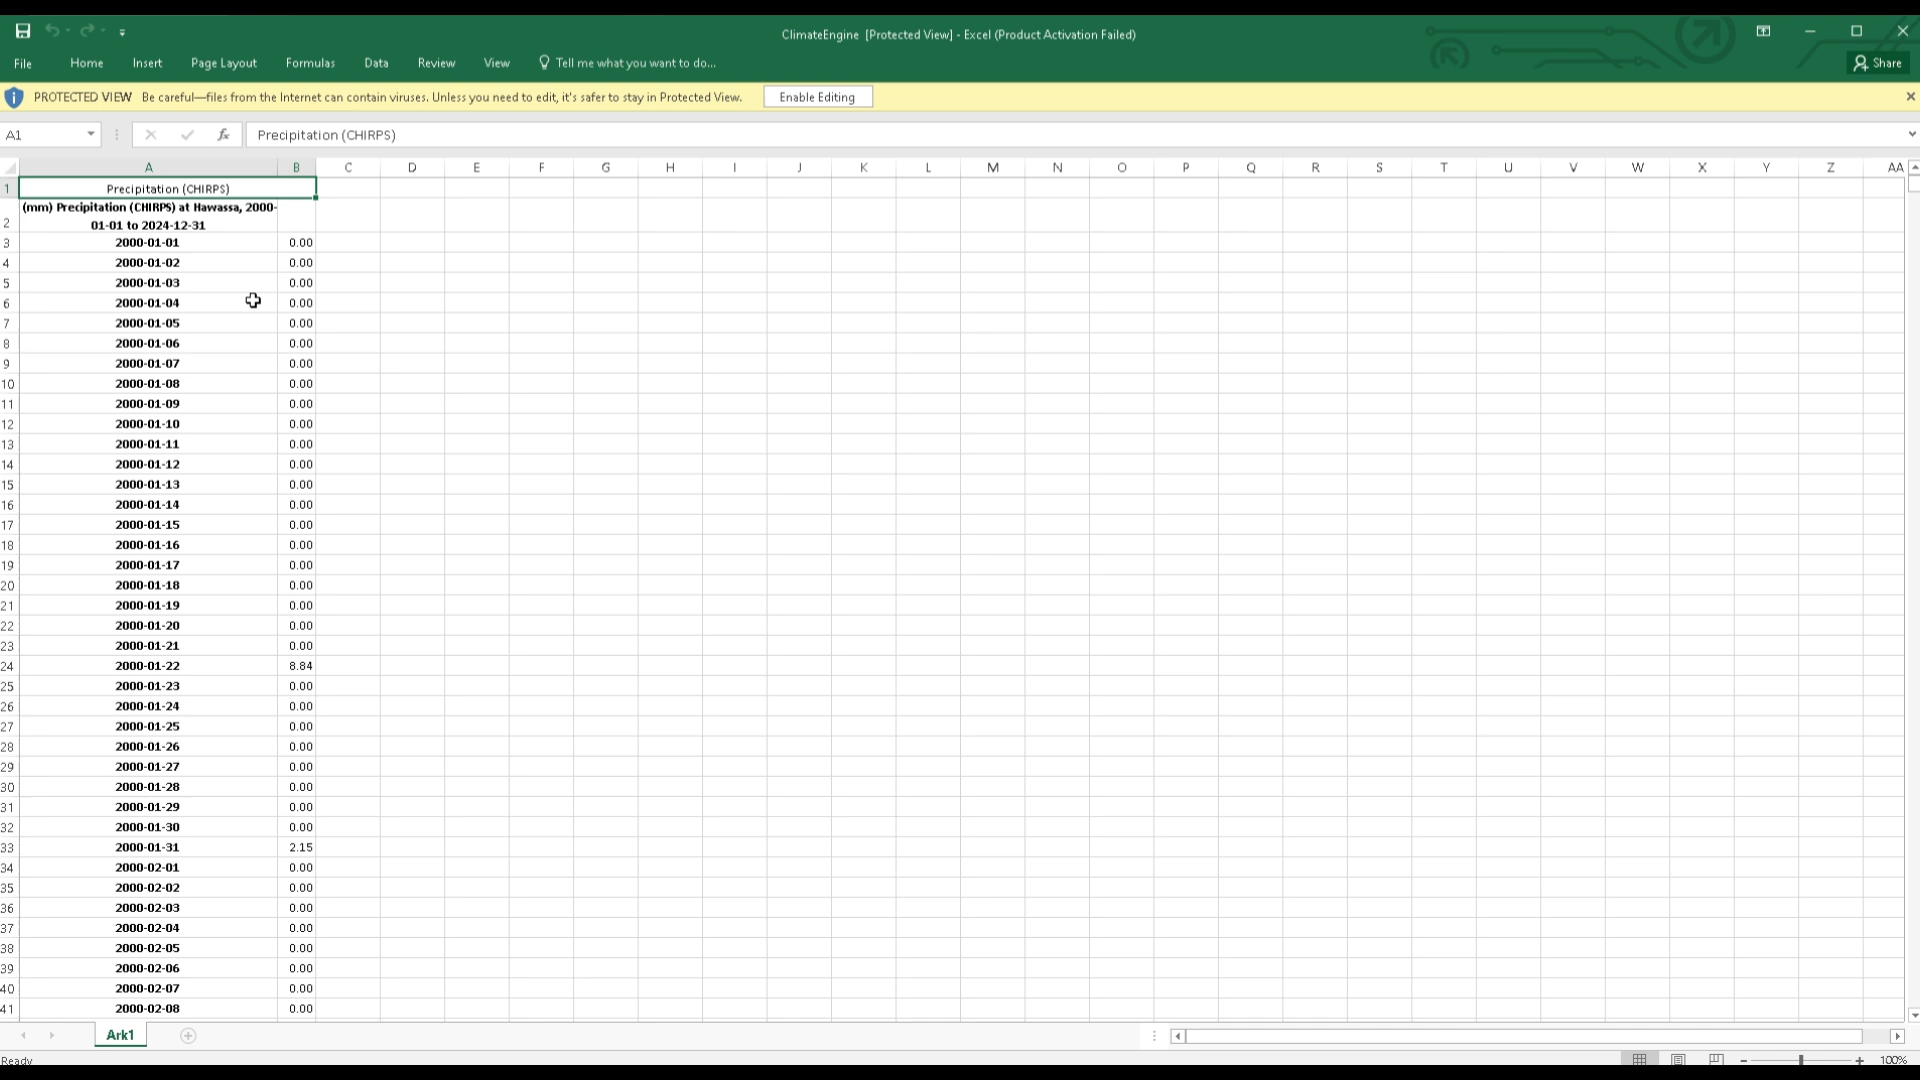 ClimateEngine [Protected View] - Excel (Product Activation Failed)
File Home Insert Page Layout Formulas Data Review View Tell me what you want to do... Share
PROTECTED VIEW Be careful—files from the Internet can contain viruses. Unless you need to edit, it's safer to stay in Protected View. Enable Editing
A1 fx Precipitation (CHIRPS)
A B C D E F G H I J K L M N O P Q R S T U V W X Y Z AA
1 Precipitation (CHIRPS)
(mm) Precipitation (CHIRPS) at Hawassa, 2000-
2 01-01 to 2024-12-31
3 2000-01-01 0.00
4 2000-01-02 0.00
5 2000-01-03 0.00
6 2000-01-04 0.00
7 2000-01-05 0.00
8 2000-01-06 0.00
9 2000-01-07 0.00
10 2000-01-08 0.00
11 2000-01-09 0.00
12 2000-01-10 0.00
13 2000-01-11 0.00
14 2000-01-12 0.00
15 2000-01-13 0.00
16 2000-01-14 0.00
17 2000-01-15 0.00
18 2000-01-16 0.00
19 2000-01-17 0.00
20 2000-01-18 0.00
21 2000-01-19 0.00
22 2000-01-20 0.00
23 2000-01-21 0.00
24 2000-01-22 8.84
25 2000-01-23 0.00
26 2000-01-24 0.00
27 2000-01-25 0.00
28 2000-01-26 0.00
29 2000-01-27 0.00
30 2000-01-28 0.00
31 2000-01-29 0.00
32 2000-01-30 0.00
33 2000-01-31 2.15
34 2000-02-01 0.00
35 2000-02-02 0.00
36 2000-02-03 0.00
37 2000-02-04 0.00
38 2000-02-05 0.00
39 2000-02-06 0.00
40 2000-02-07 0.00
41 2000-02-08 0.00
Ark1
Ready 100%